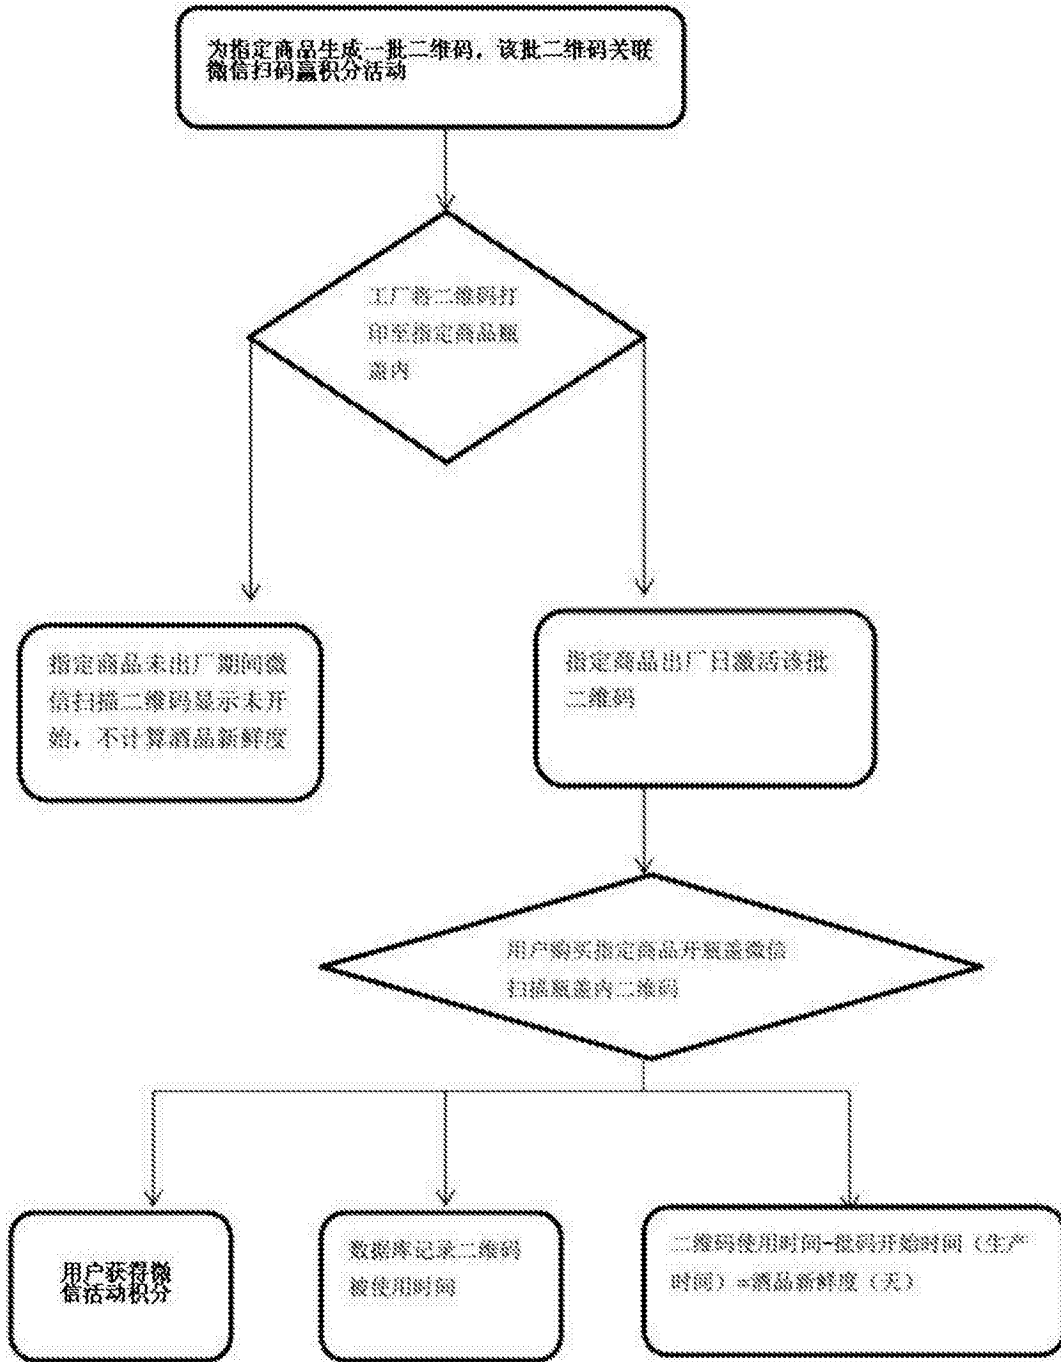 为指定商品生成一批二维码，该批二维码关联
微信扫码赢积分活动
工厂将二维码打
印至指定商品瓶
盖内
指定商品未出厂期间微
信扫描二维码显示未开
始，不计算酒品新鲜度
指定商品出厂日激活该批
二维码
用户购买指定商品开瓶盖微信
扫描瓶盖内二维码
用户获得微
信活动积分
数据库记录二维码
被使用时间
二维码使用时间-批码开始时间（生产
时间）=酒品新鲜度（天）